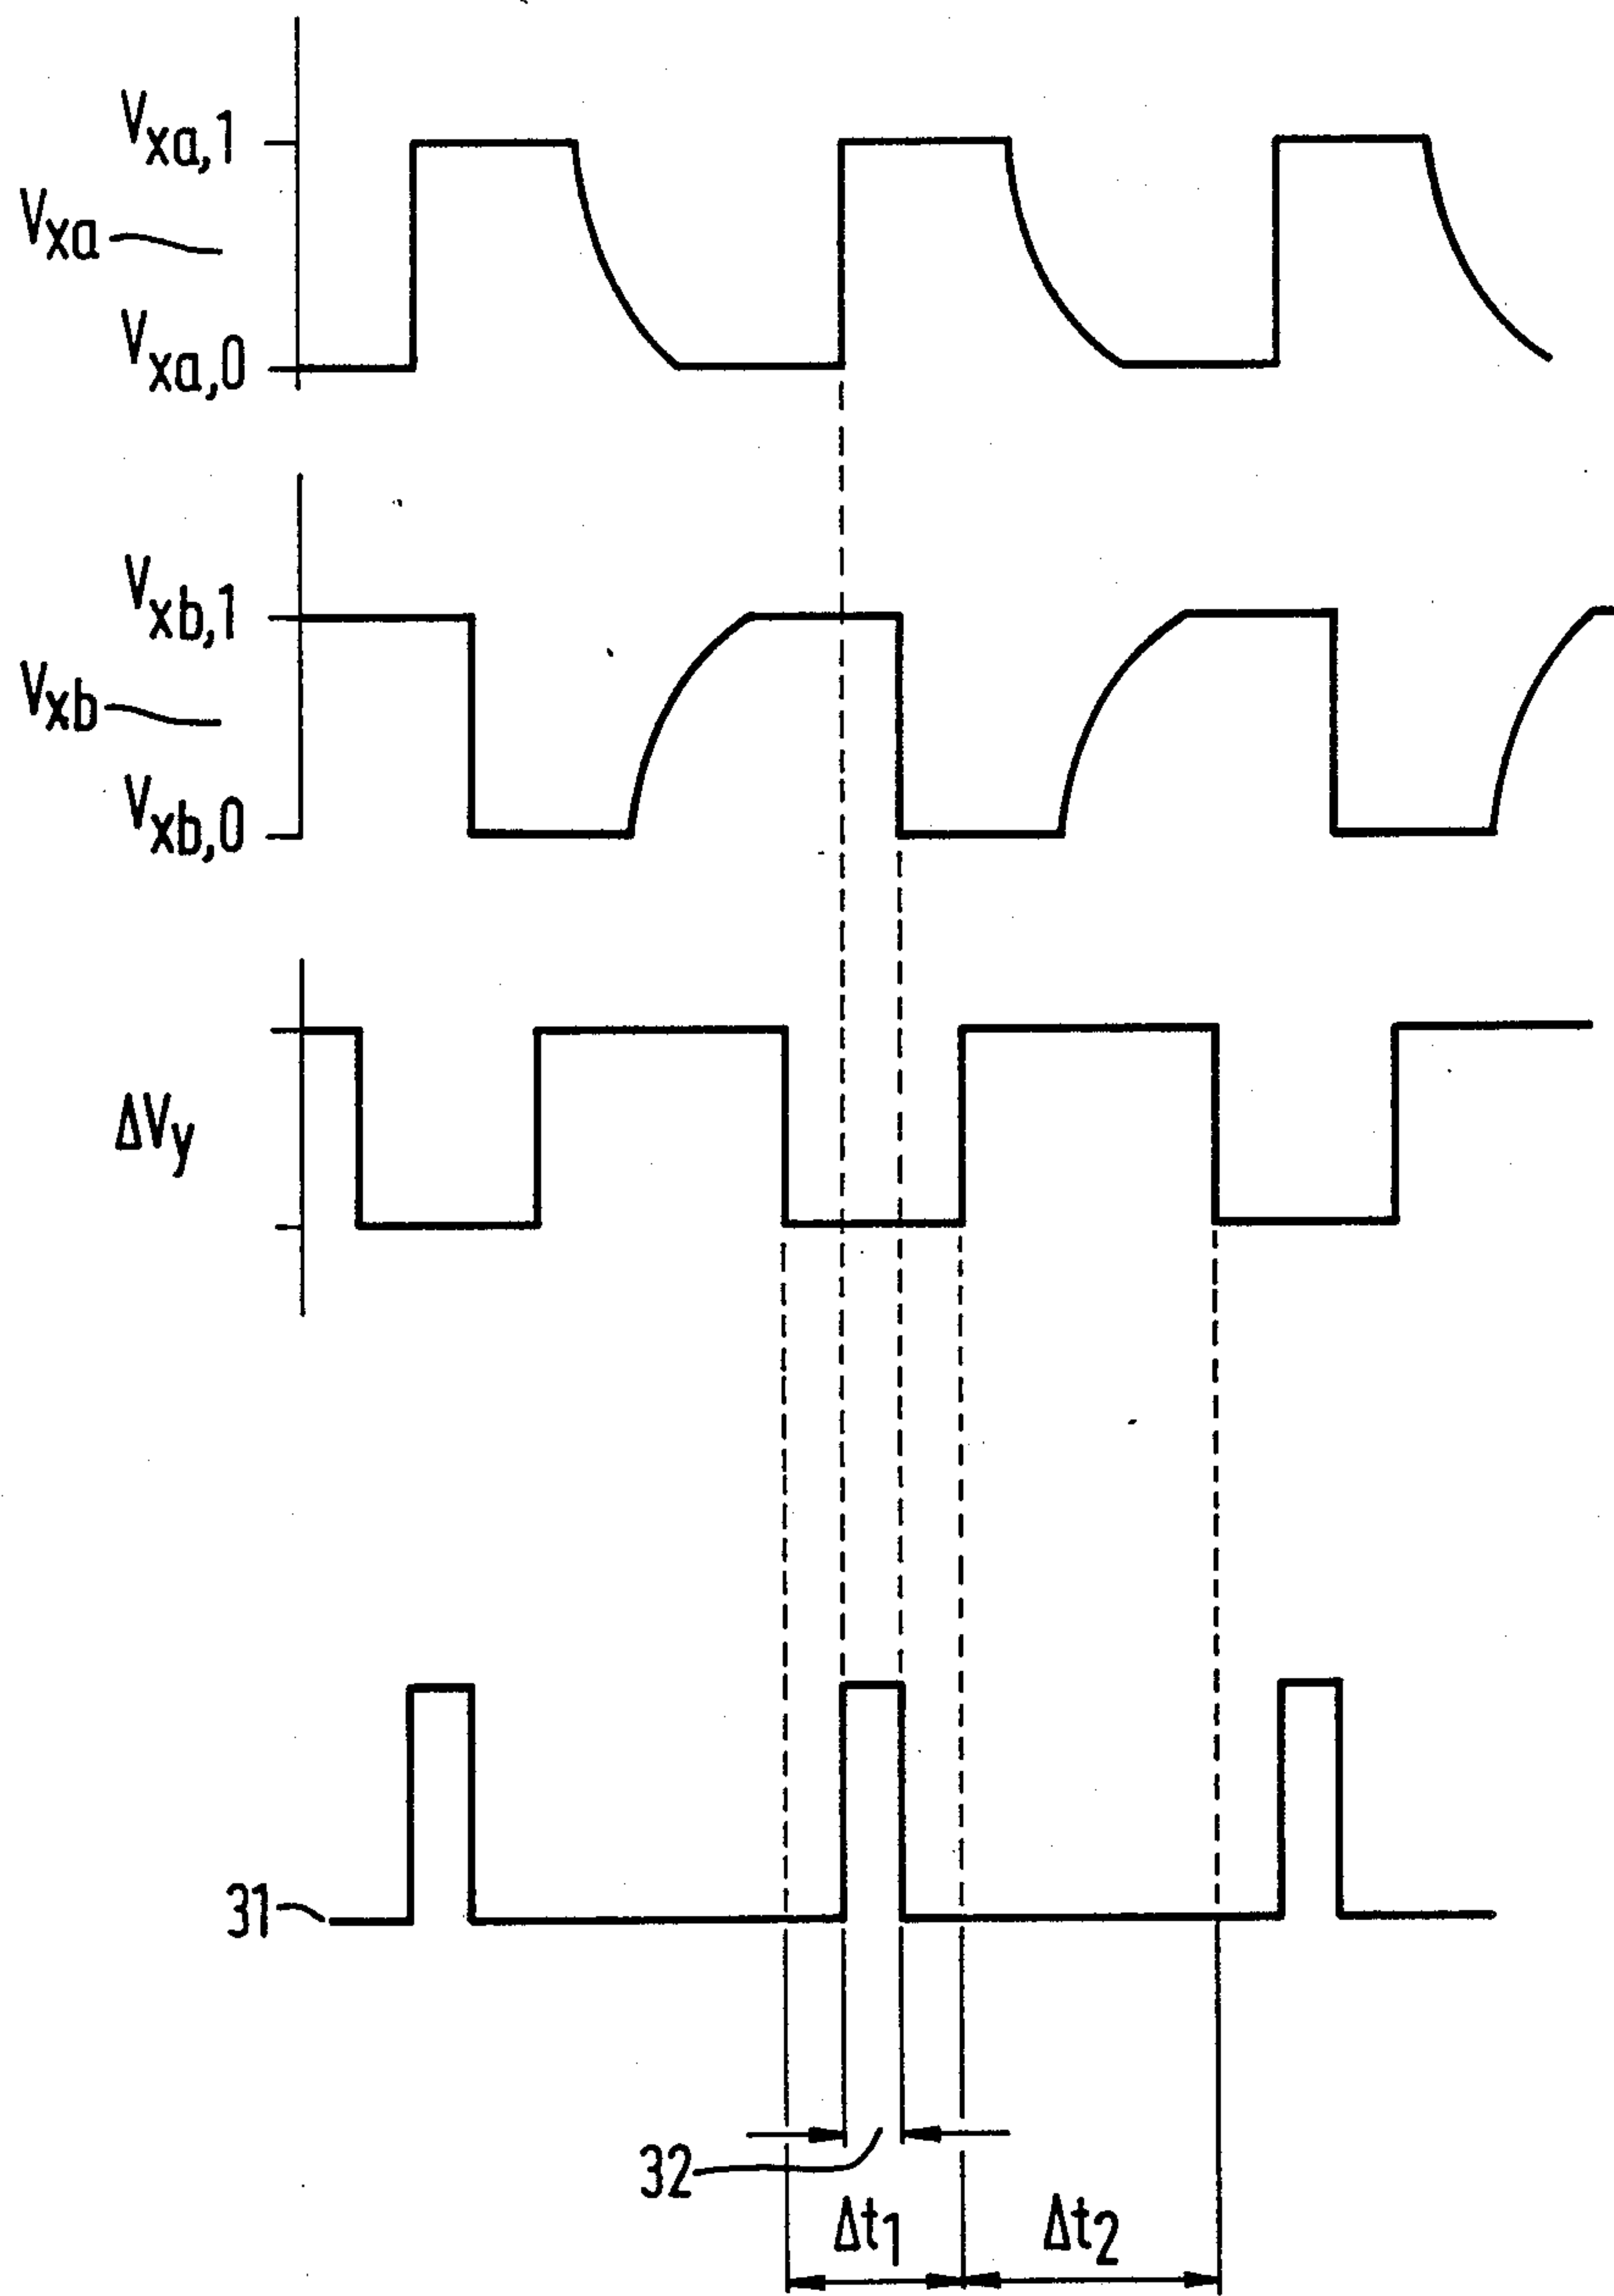 Vxa,1
Vxa
Vxa,0
Vxb,1
Vxb
Vxb,0
ΔVy
31
32
Δt1 Δt2